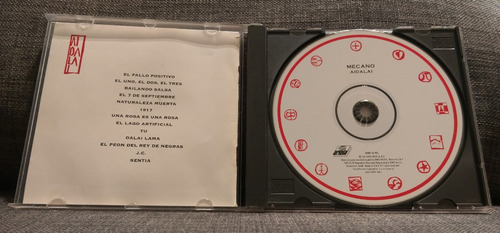 AIDALAI
EL FALLO POSITIVO
EL UNO, EL DOS, EL TRES
BAILANDO SALSA
EL 7 DE SEPTIEMBRE
NATURALEZA MUERTA
1917
UNA ROSA ES UNA ROSA
EL LAGO ARTIFICIAL
TU
DALAI LAMA
EL PEON DEL REY DE NEGRAS
J.C.
SENTIA
MECANO
AIDALAI